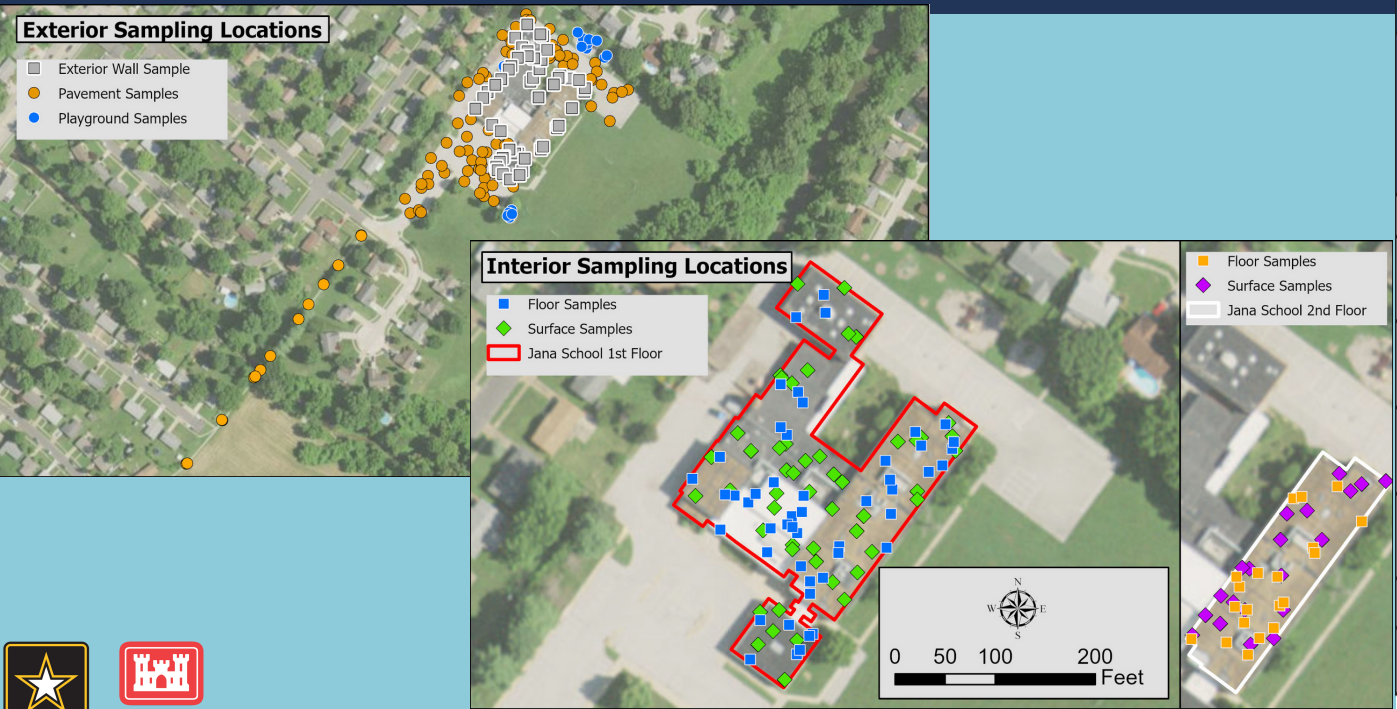 Exterior Sampling Locations
Exterior Wall Sample
Pavement Samples
Playground Samples
Interior Sampling Locations
Floor Samples
Surface Samples
Jana School 1st Floor
Floor Samples
Surface Samples
Jana School 2nd Floor
N
W E
S
0 50 100 200
Feet